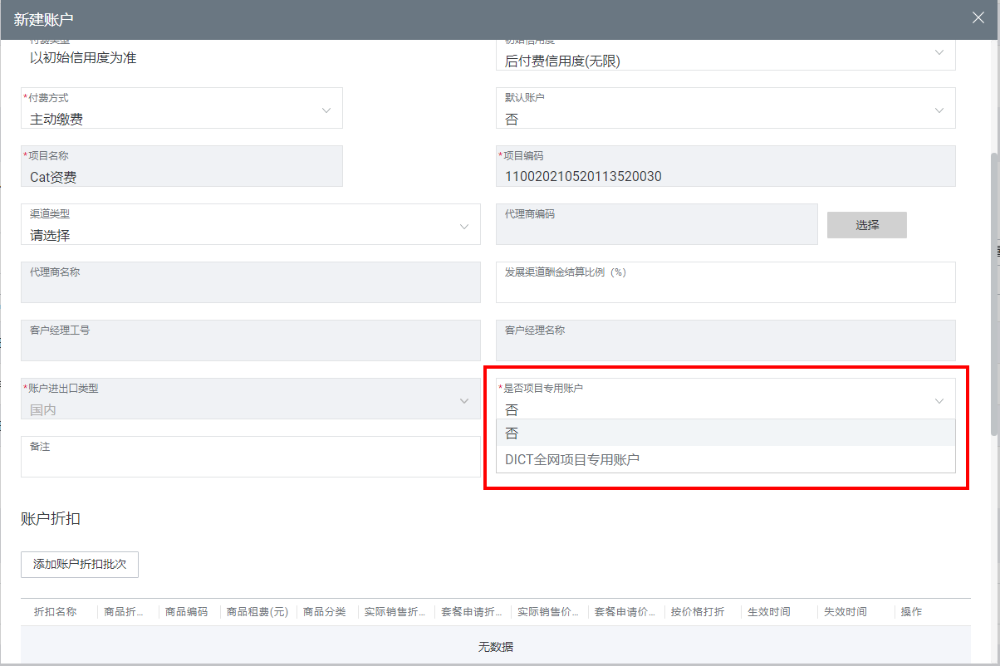 新建账户
付费类型
初始信用度
以初始信用度为准
后付费信用度(无限)
*付费方式
默认账户
主动缴费
否
*项目名称
*项目编码
Cat资费
110020210520113520030
渠道类型
代理商编码
请选择
选择
代理商名称
发展渠道酬金结算比例（%）
客户经理工号
客户经理名称
*账户进出口类型
*是否项目专用账户
国内
否
否
备注
DICT全网项目专用账户
账户折扣
添加账户折扣批次
折扣名称 商品折... 商品编码 商品租费(元) 商品分类 实际销售折... 套餐申请折... 实际销售价... 套餐申请价... 按价格打折 生效时间 失效时间 操作
无数据